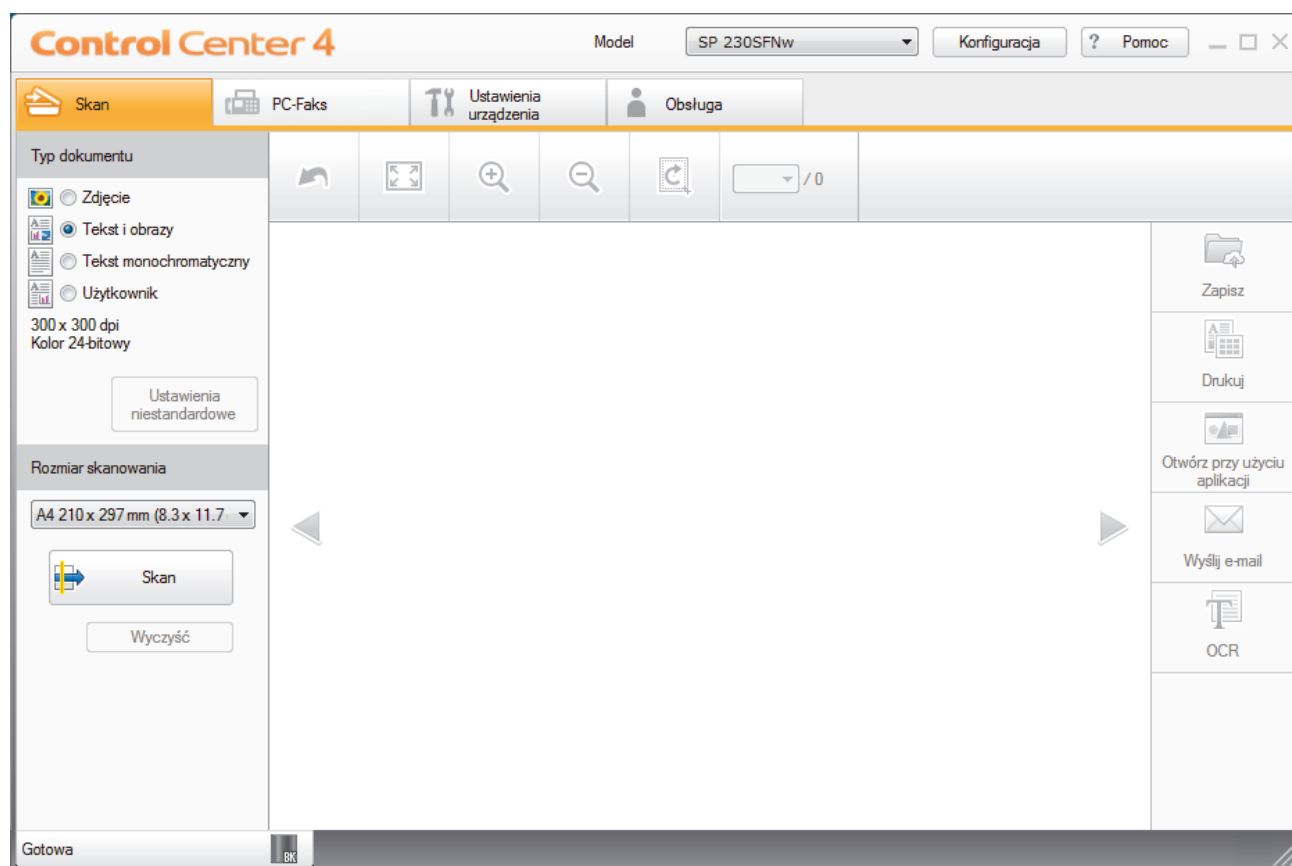 Control Center 4
Model
SP 230SFNw
Konfiguracja
? Pomoc
Skan
PC-Faks
Ustawienia
urządzenia
Obsługa
Typ dokumentu
Zdjęcie
Tekst i obrazy
Tekst monochromatyczny
Użytkownik
300 x 300 dpi
Kolor 24-bitowy
Ustawienia
niestandardowe
Rozmiar skanowania
A4 210 x 297 mm (8.3 x 11.7
Skan
Wyczyść
/ 0
Zapisz
Drukuj
Otwórz przy użyciu
aplikacji
Wyślij e-mail
OCR
Gotowa
BK